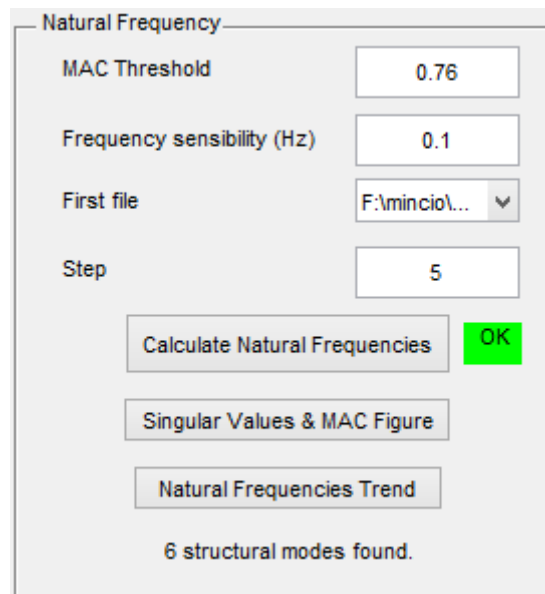 Natural Frequency
MAC Threshold 0.76
Frequency sensibility (Hz) 0.1
First file F:\mincio\...
Step 5
Calculate Natural Frequencies OK
Singular Values & MAC Figure
Natural Frequencies Trend
6 structural modes found.